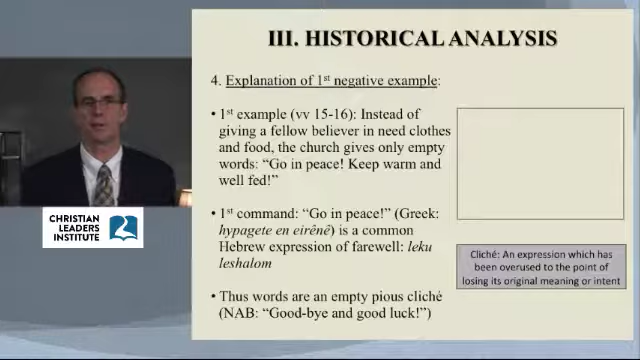 III. HISTORICAL ANALYSIS
4. Explanation of 1st negative example:
• 1st example (vv 15-16): Instead of
giving a fellow believer in need clothes
and food, the church gives only empty
words: “Go in peace! Keep warm and
well fed!”
• 1st command: “Go in peace!” (Greek:
hypagete en eirēnē) is a common
Hebrew expression of farewell: leku
leshalom
• Thus words are an empty pious cliché
(NAB: “Good-bye and good luck!”)
Cliché: An expression which has
been overused to the point of
losing its original meaning or intent
CHRISTIAN
LEADERS
INSTITUTE